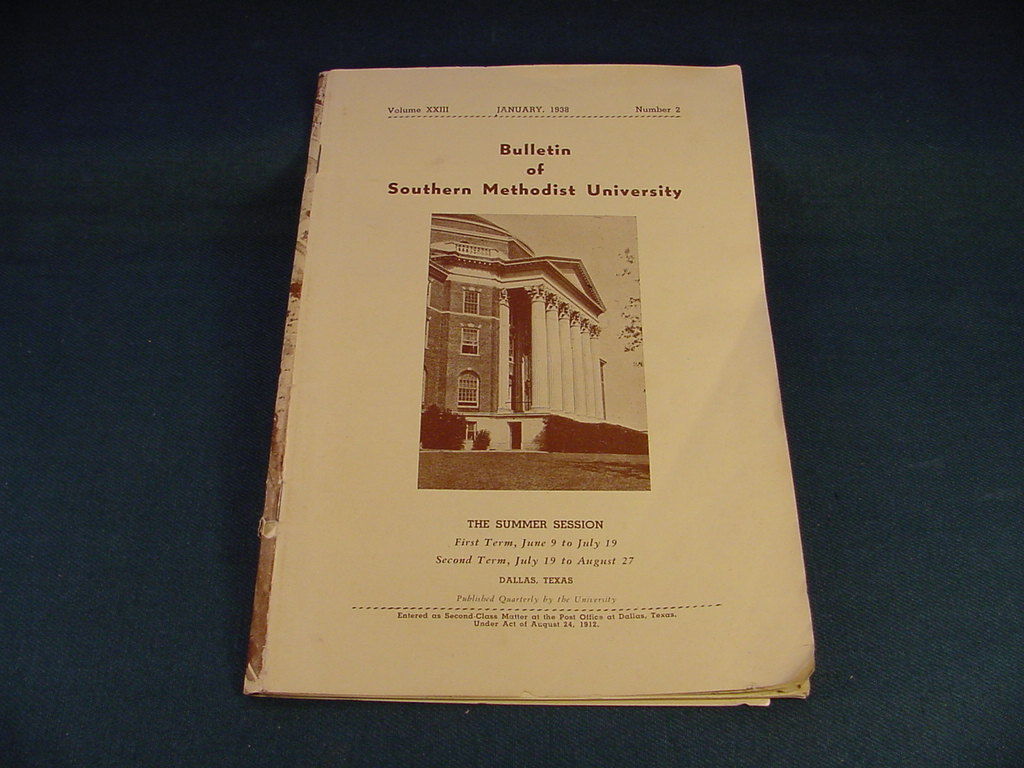 Volume XXIII JANUARY, 1938 Number 2
Bulletin
of
Southern Methodist University
THE SUMMER SESSION
First Term, June 9 to July 19
Second Term, July 19 to August 27
DALLAS, TEXAS
Published Quarterly by the University
Entered as Second-Class Matter at the Post Office at Dallas, Texas,
Under Act of August 24, 1912.